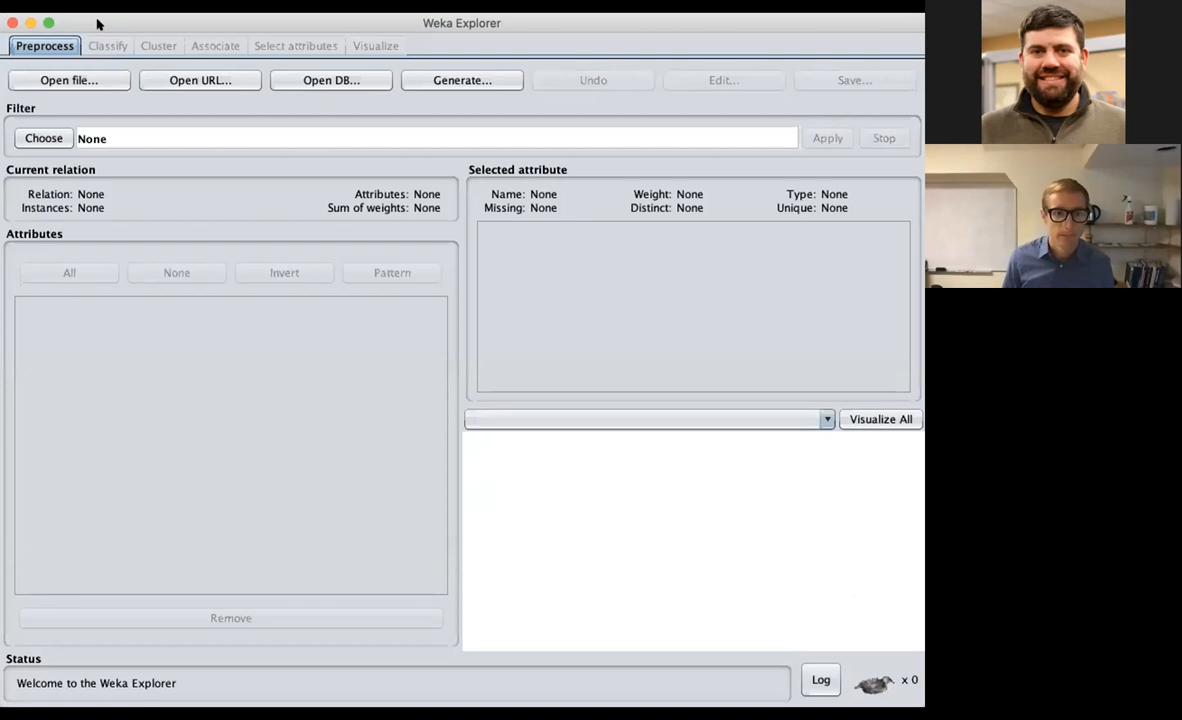 Weka Explorer
Preprocess Classify Cluster Associate Select attributes Visualize
Open file... Open URL... Open DB... Generate... Undo Edit... Save...
Filter
Choose None Apply Stop
Current relation
Relation: None Attributes: None
Instances: None Sum of weights: None
Selected attribute
Name: None Weight: None Type: None
Missing: None Distinct: None Unique: None
Attributes
All None Invert Pattern
Visualize All
Remove
Status
Welcome to the Weka Explorer
Log x 0